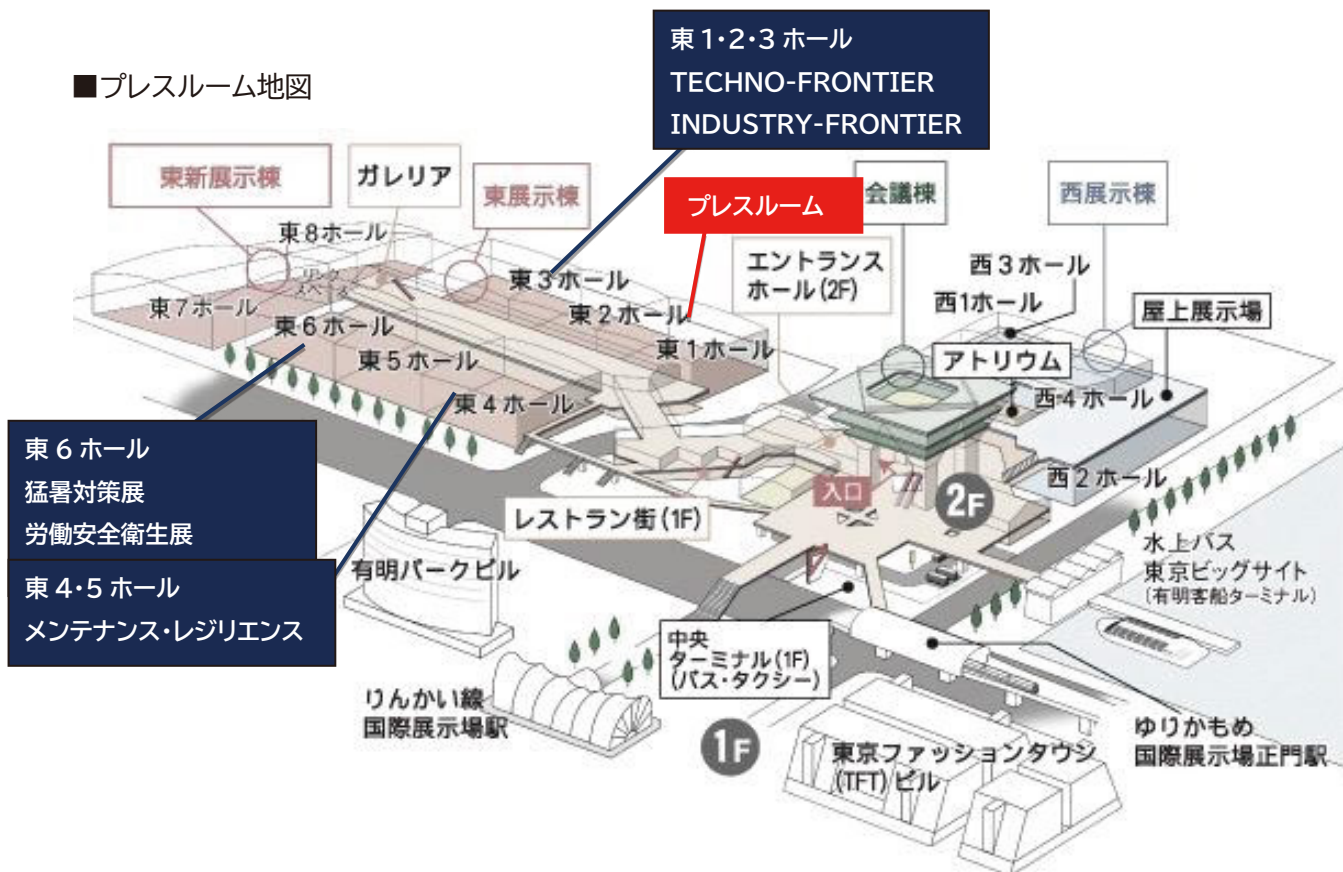 ■プレスルーム地図
東1・2・3 ホール
TECHNO-FRONTIER
INDUSTRY-FRONTIER
東新展示棟
ガレリア
東展示棟
プレスルーム
会議棟
西展示棟
東8ホール
リンク
スペース
東7ホール
東6ホール
東5ホール
東4ホール
東3ホール
東2ホール
東1ホール
エントランス
ホール(2F)
西3ホール
西1ホール
屋上展示場
アトリウム
西4ホール
西2ホール
入口
2F
レストラン街(1F)
東 6 ホール
猛暑対策展
労働安全衛生展
東 4・5 ホール
メンテナンス・レジリエンス
有明パークビル
水上バス
東京ビッグサイト
(有明客船ターミナル)
中央
ターミナル(1F)
(バス・タクシー)
りんかい線
国際展示場駅
1F
東京ファッションタウン
(TFT)ビル
ゆりかもめ
国際展示場正門駅